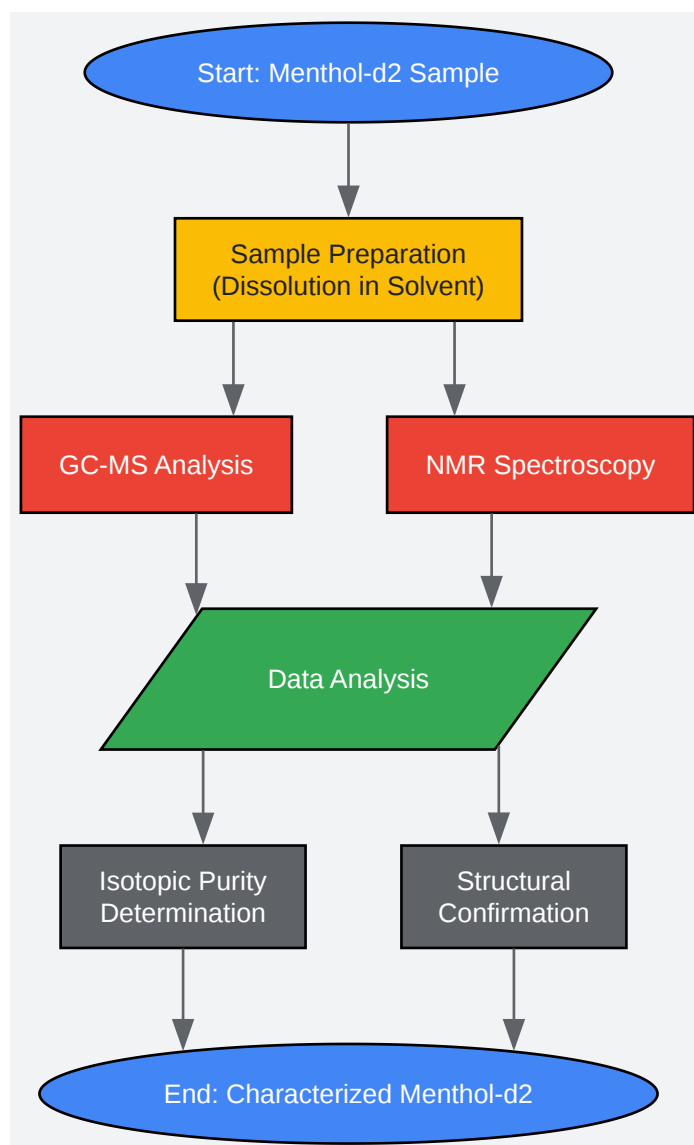 Start: Menthol-d2 Sample
Sample Preparation
(Dissolution in Solvent)
GC-MS Analysis
NMR Spectroscopy
Data Analysis
Isotopic Purity
Determination
Structural
Confirmation
End: Characterized Menthol-d2